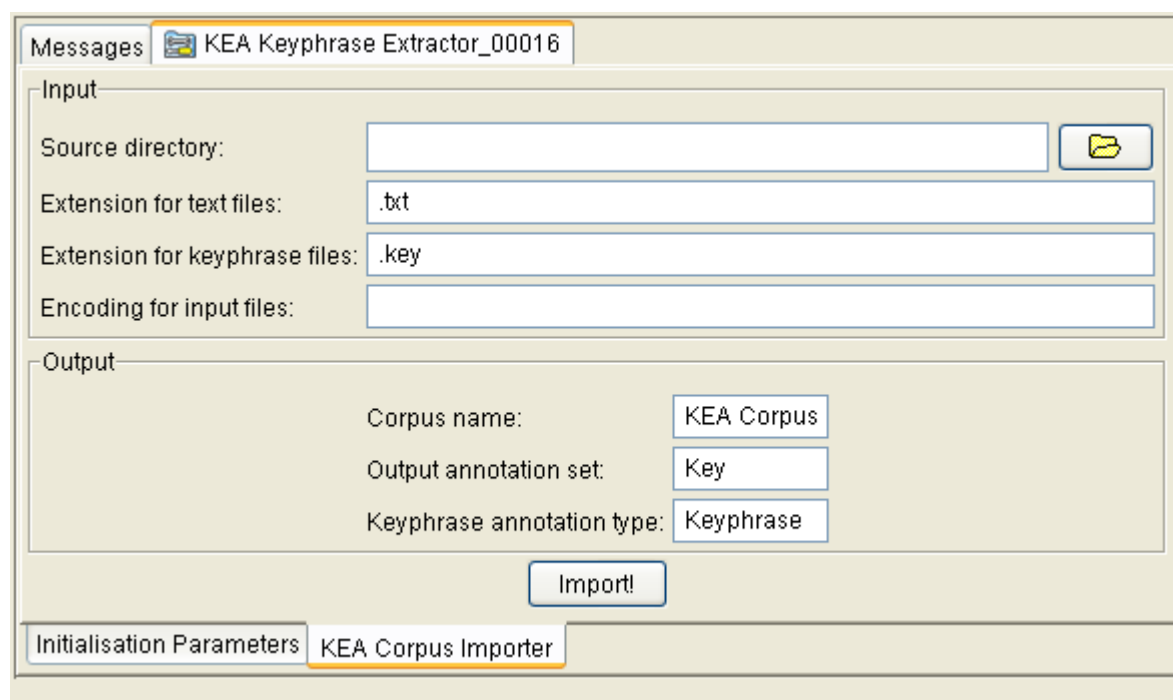 Messages KEA Keyphrase Extractor_00016
Input
Source directory:
Extension for text files: .txt
Extension for keyphrase files: .key
Encoding for input files:
Output
Corpus name: KEA Corpus
Output annotation set: Key
Keyphrase annotation type: Keyphrase
Import!
Initialisation Parameters KEA Corpus Importer